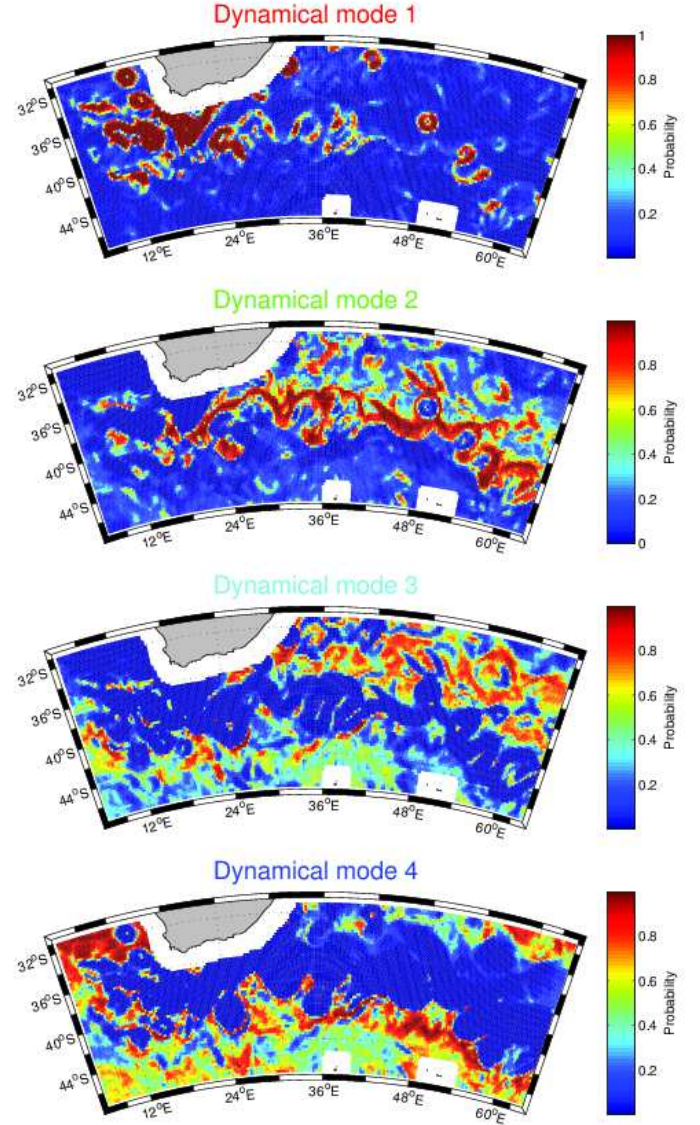 Dynamical mode 1
32°S
36°S
40°S
44°S
12°E
24°E
36°E
48°E
60°E
1
0.8
0.6
0.4
0.2
Probability
Dynamical mode 2
32°S
36°S
40°S
44°S
12°E
24°E
36°E
48°E
60°E
0.8
0.6
0.4
0.2
0
Probability
Dynamical mode 3
32°S
36°S
40°S
44°S
12°E
24°E
36°E
48°E
60°E
0.8
0.6
0.4
0.2
Probability
Dynamical mode 4
32°S
36°S
40°S
44°S
12°E
24°E
36°E
48°E
60°E
0.8
0.6
0.4
0.2
Probability